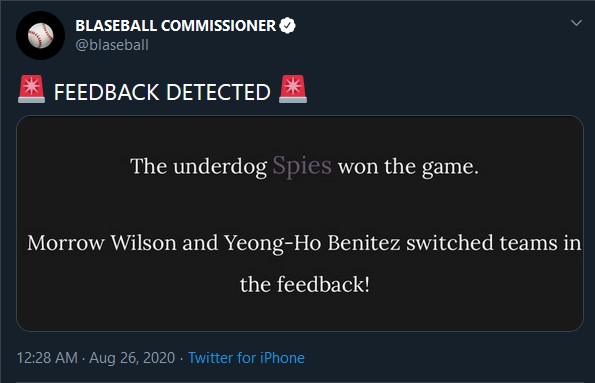 BLASEBALL COMMISSIONER
@blaseball
🚨 FEEDBACK DETECTED 🚨
The underdog Spies won the game.
Morrow Wilson and Yeong-Ho Benitez switched teams in
the feedback!
12:28 AM · Aug 26, 2020 · Twitter for iPhone